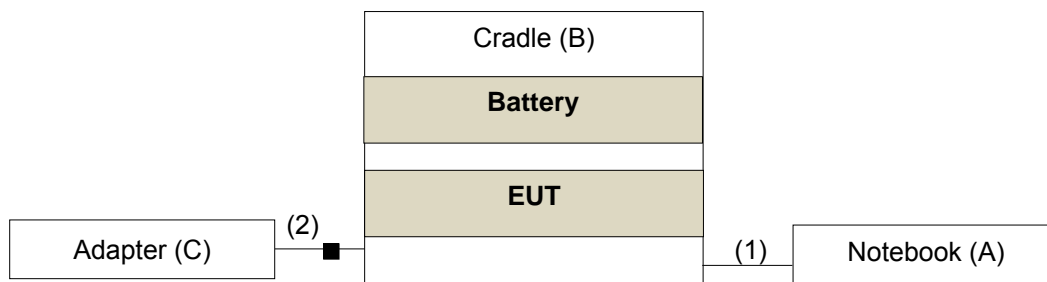 Cradle (B)
Battery
EUT
(2)
Adapter (C)
(1)
Notebook (A)